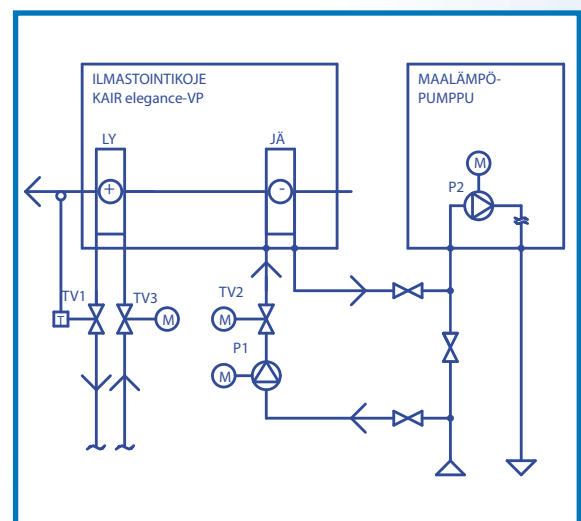 ILMASTOINTIKOJE
KAIR elegance-VP
MAALÄMPÖ-
PUMPPU
LY
JÄ
M
P2
+
-
TV1
TV3
TV2
T
M
M
P1
M